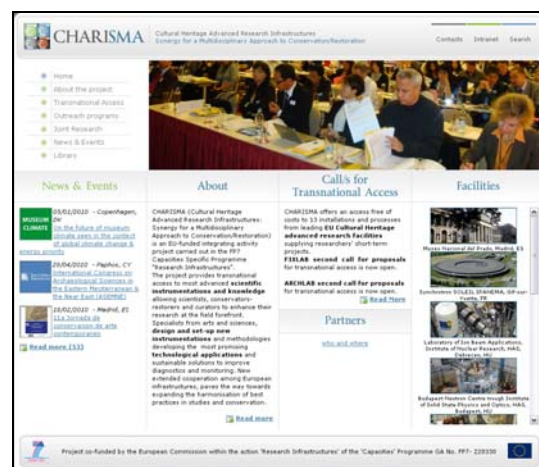 CHARISMA
Cultural Heritage Advanced Research Infrastructures
Synergy for a Multidisciplinary Approach to Conservation/Restoration
Contacts Intranet Search
Home
About the project
Transnational Access
Outreach programs
Joint Research
News & Events
Library
News & Events
MUSEUM
CLIMATE
03/01/2010 - Copenhagen,
DK
On the future of museum
climate seen in the context
of global climate change &
energy priority
29/04/2010 - Paphos, CY
International Congress on
Archaeological Sciences in
the Eastern Mediterranean &
the Near East (ASEMNE)
18/02/2010 - Madrid, ES
11a Jornada de
conservación de arte
contemporáneo
Read more (33)
About
CHARISMA (Cultural Heritage
Advanced Research Infrastructures:
Synergy for a Multidisciplinary
Approach to Conservation/Restoration)
is an EU-funded integrating activity
project carried out in the FP7
Capacities Specific Programme
"Research Infrastructures".
The project provides transnational
access to most advanced scientific
instrumentations and knowledge
allowing scientists, conservators-
restorers and curators to enhance their
research at the field forefront.
Specialists from arts and sciences,
design and set-up new
instrumentations and methodologies
developing the most promising
technological applications and
sustainable solutions to improve
diagnostics and monitoring. New
extended cooperation among European
infrastructures, paves the way towards
expanding the harmonisation of best
practices in studies and conservation.
Read more
Call/s for
Transnational Access
CHARISMA offers an access free of
costs to 13 installations and processes
from leading EU Cultural Heritage
advanced research facilities
supplying researchers' short-term
projects.
FIXLAB second call for proposals
for transnational access is now open.
ARCHLAB second call for proposals
for transnational access is now open.
Read More
Partners
who and where
Facilities
Museo Nacional del Prado, Madrid, ES
Synchrotron SOLEIL IPANEMA, Gif-sur-
Yvette, FR
Laboratory of Ion Beam Applications,
Institute of Nuclear Research, HAS,
Debrecen, HU
Budapest Neutron Centre trough Institute
of Solid State Physics and Optics, HAS,
Budapest, HU
Project co-funded by the European Commission within the action 'Research Infrastructures' of the 'Capacities' Programme GA No. FP7- 228330